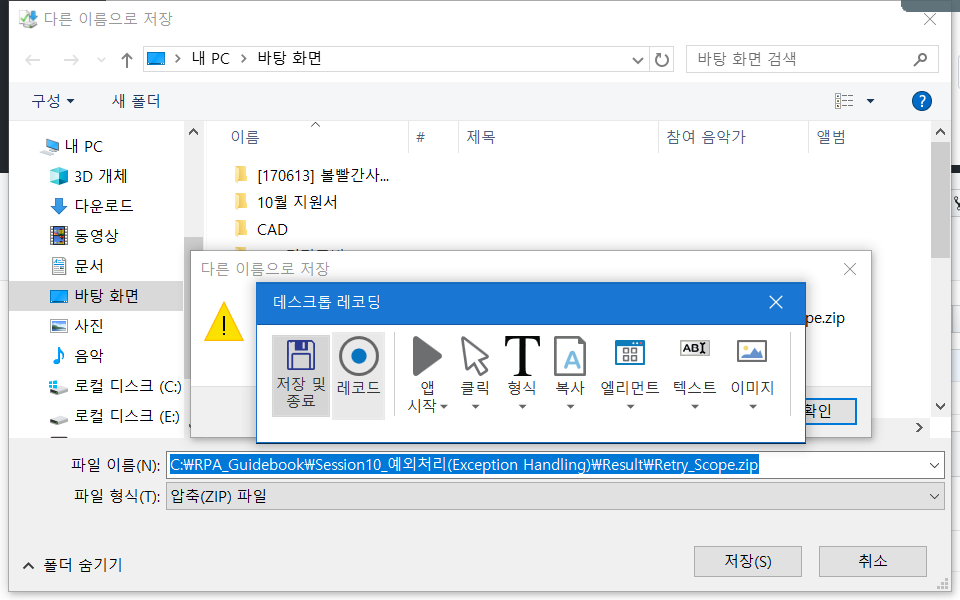 다른 이름으로 저장
내 PC
바탕 화면
바탕 화면 검색
구성
새 폴더
?
내 PC
3D 개체
다운로드
동영상
문서
바탕 화면
사진
음악
로컬 디스크 (C:)
로컬 디스크 (E:)
이름
#
제목
참여 음악가
앨범
[170613] 볼빨간사...
10월 지원서
CAD
다른 이름으로 저장
pe.zip
확인
데스크톱 레코딩
저장 및
종료
레코드
앱
시작
클릭
T
형식
A
복사
엘리먼트
ABI
텍스트
이미지
파일 이름(N):
C:₩RPA_Guidebook₩Session10_예외처리(Exception Handling)₩Result₩Retry_Scope.zip
파일 형식(T):
압축(ZIP) 파일
폴더 숨기기
저장(S)
취소